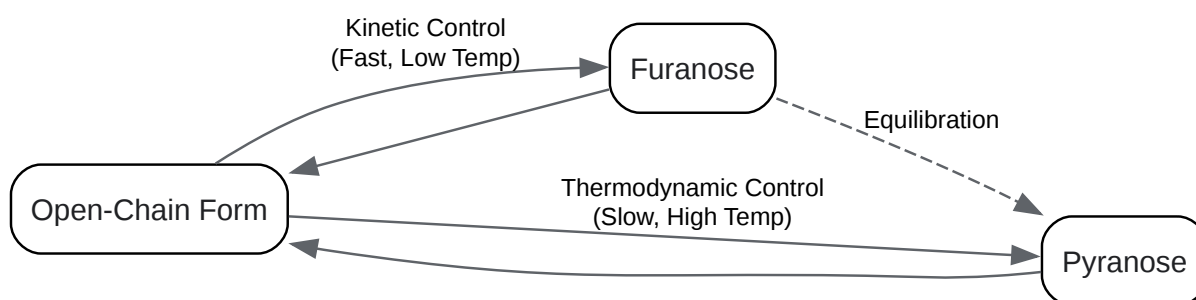 Kinetic Control
(Fast, Low Temp)
Furanose
Equilibration
Open-Chain Form
Thermodynamic Control
(Slow, High Temp)
Pyranose